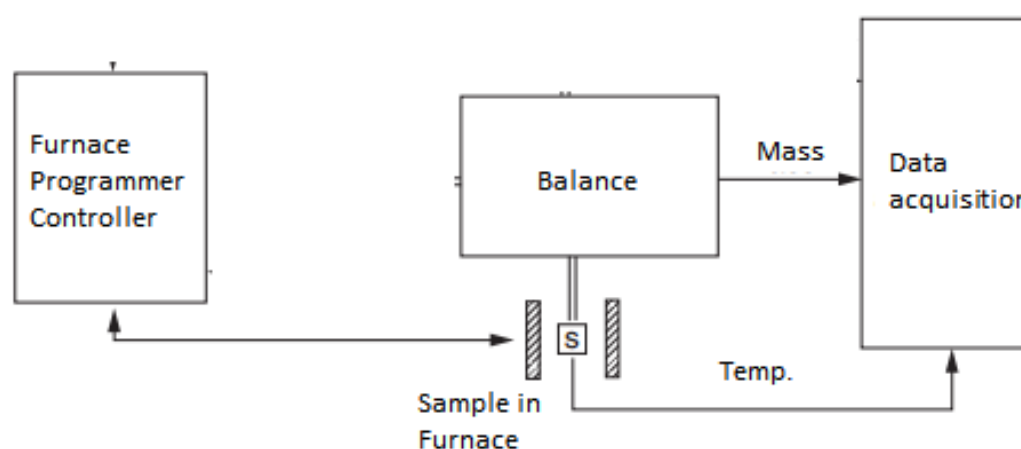 Furnace
Programmer
Controller
Balance
Mass
Data
acquisition
S
Temp.
Sample in
Furnace